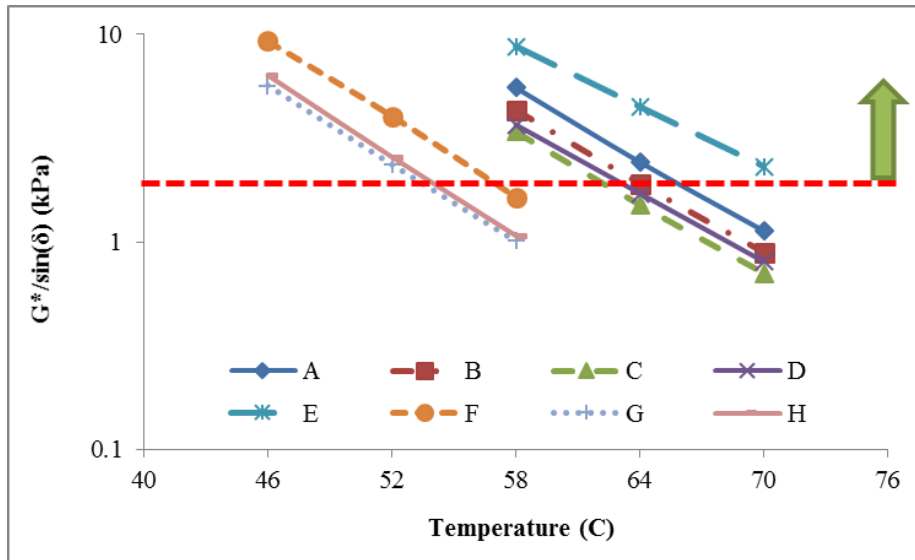 10
1
0.1
G*/sin(δ) (kPa)
A B C D
E F G H
40 46 52 58 64 70 76
Temperature (C)